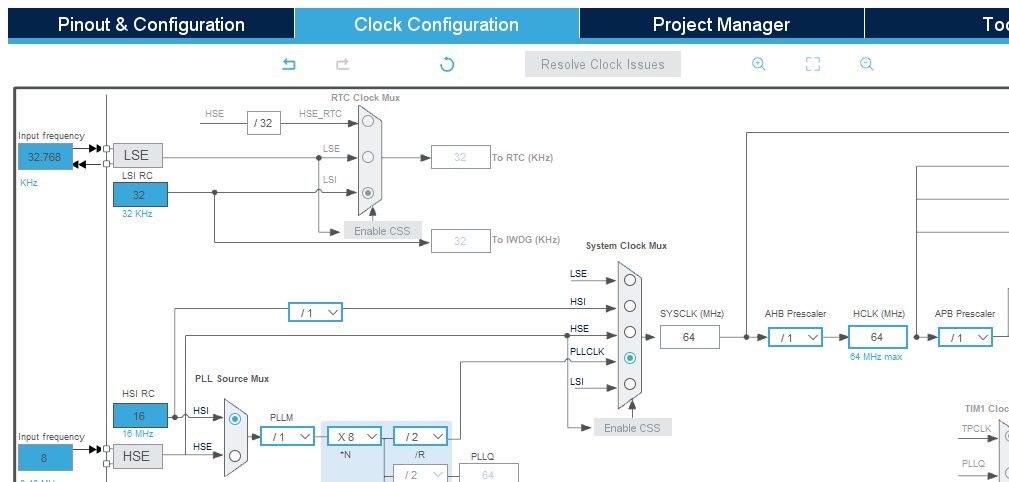 Pinout & Configuration
Clock Configuration
Project Manager
Resolve Clock Issues
RTC Clock Mux
HSE
/ 32
HSE_RTC
Input frequency
32.768
KHz
LSE
LSE
32
To RTC (KHz)
LSI RC
32
32 KHz
LSI
Enable CSS
32
To IWDG (KHz)
System Clock Mux
LSE
HSI
/ 1
HSE
PLLCLK
LSI
SYSCLK (MHz)
64
AHB Prescaler
/ 1
HCLK (MHz)
64
64 MHz max
APB Prescaler
/ 1
Enable CSS
PLL Source Mux
HSI RC
16
16 MHz
HSI
HSE
PLLM
/ 1
X 8
*N
/ 2
/R
/ 2
PLLQ
64
Input frequency
8
HSE
TPCLK
PLLQ